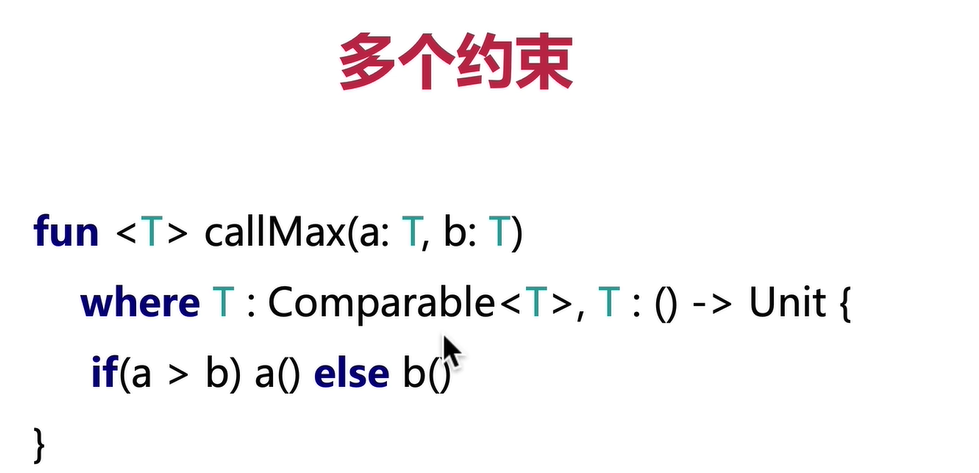 多个约束
fun <T> callMax(a: T, b: T)
where T : Comparable<T>, T : () -> Unit {
if(a > b) a() else b()
}